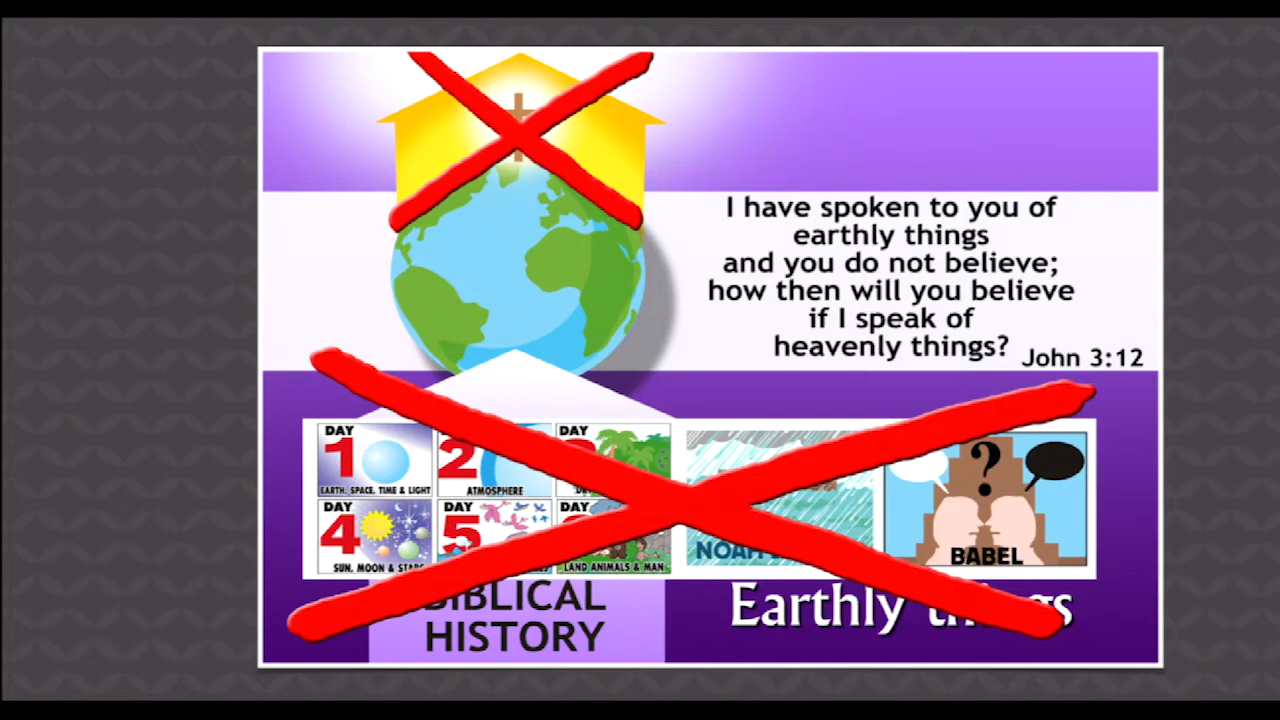 I have spoken to you of
earthly things
and you do not believe;
how then will you believe
if I speak of
heavenly things?
John 3:12
DAY
1
EARTH, SPACE, TIME & LIGHT
2
ATMOSPHERE
DAY
DAY
4
SUN, MOON & STARS
DAY
5
DAY
LAND ANIMALS & MAN
NOAH
?
BABEL
BIBLICAL
HISTORY
Earthly things